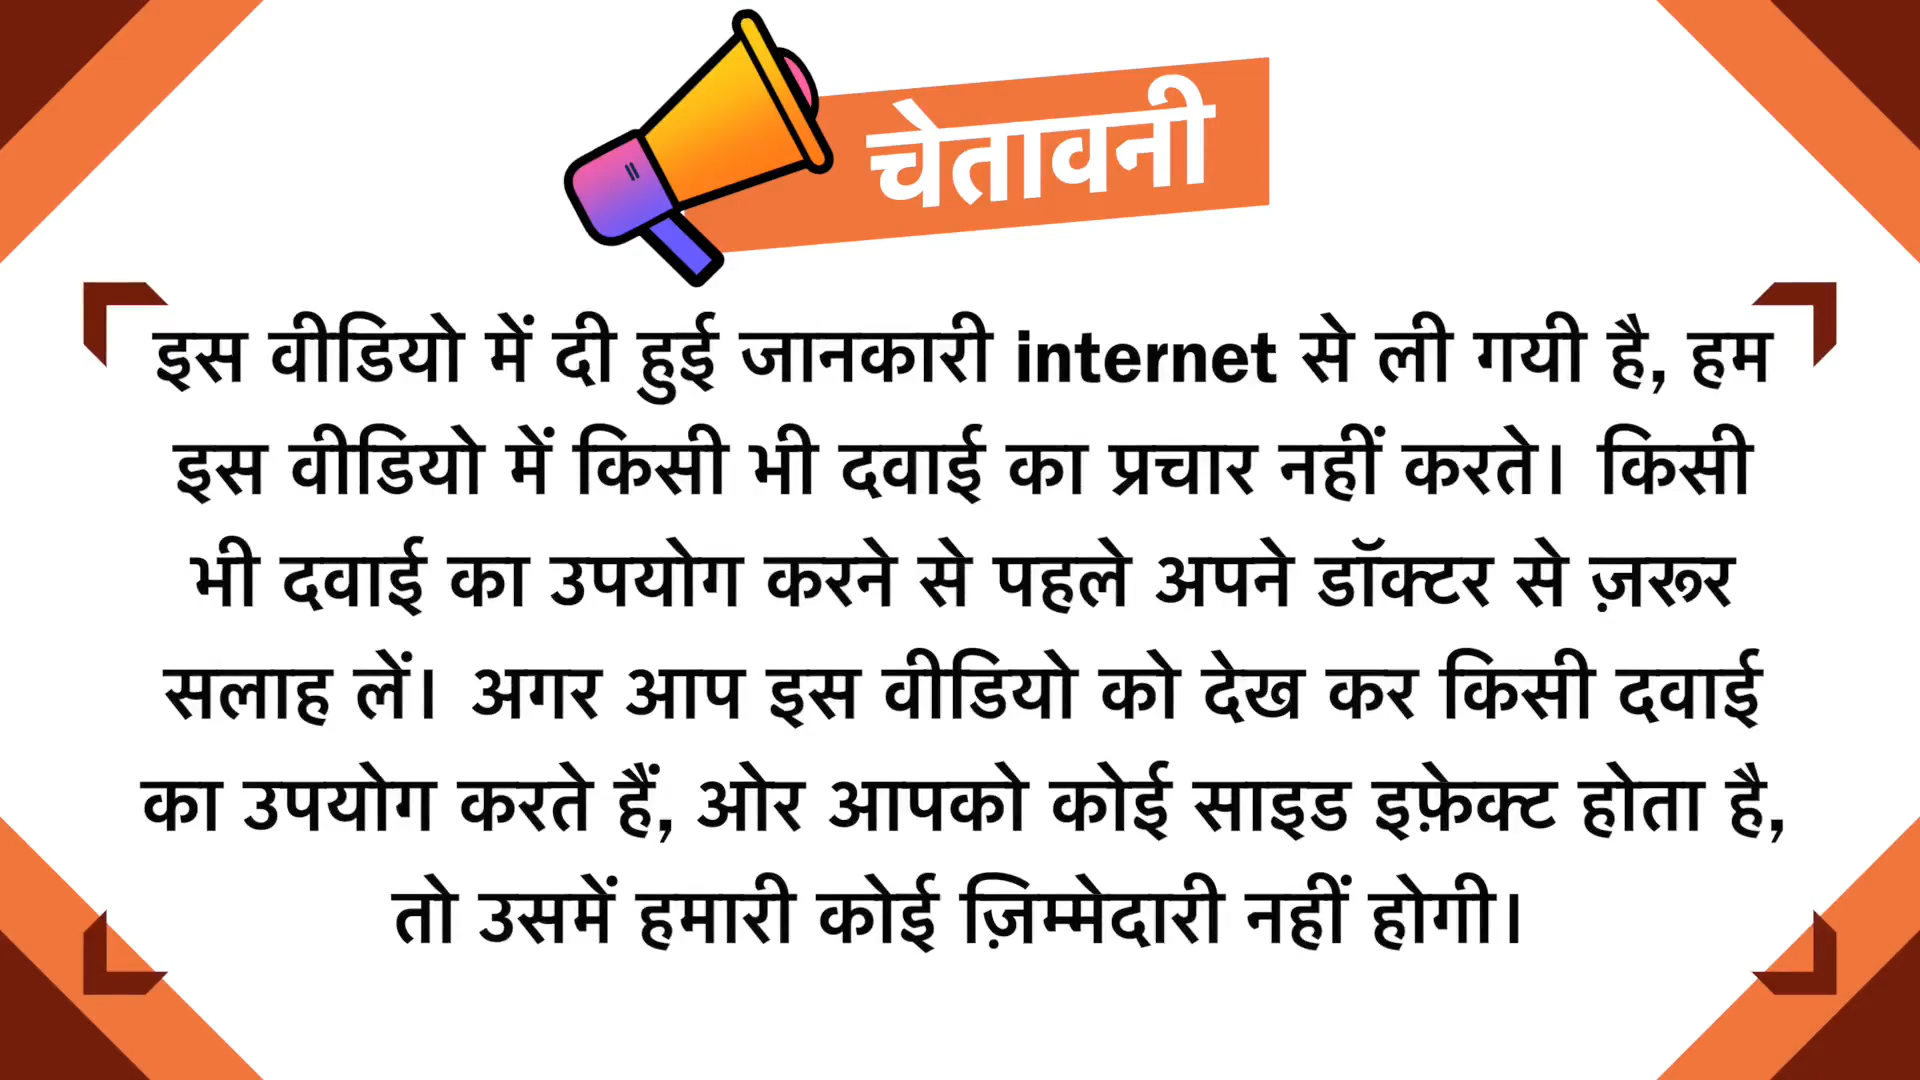 चेतावनी
इस वीडियो में दी हुई जानकारी internet से ली गयी है, हम
इस वीडियो में किसी भी दवाई का प्रचार नहीं करते। किसी
भी दवाई का उपयोग करने से पहले अपने डॉक्टर से ज़रूर
सलाह लें। अगर आप इस वीडियो को देख कर किसी दवाई
का उपयोग करते हैं, ओर आपको कोई साइड इफ़ेक्ट होता है,
तो उसमें हमारी कोई ज़िम्मेदारी नहीं होगी।